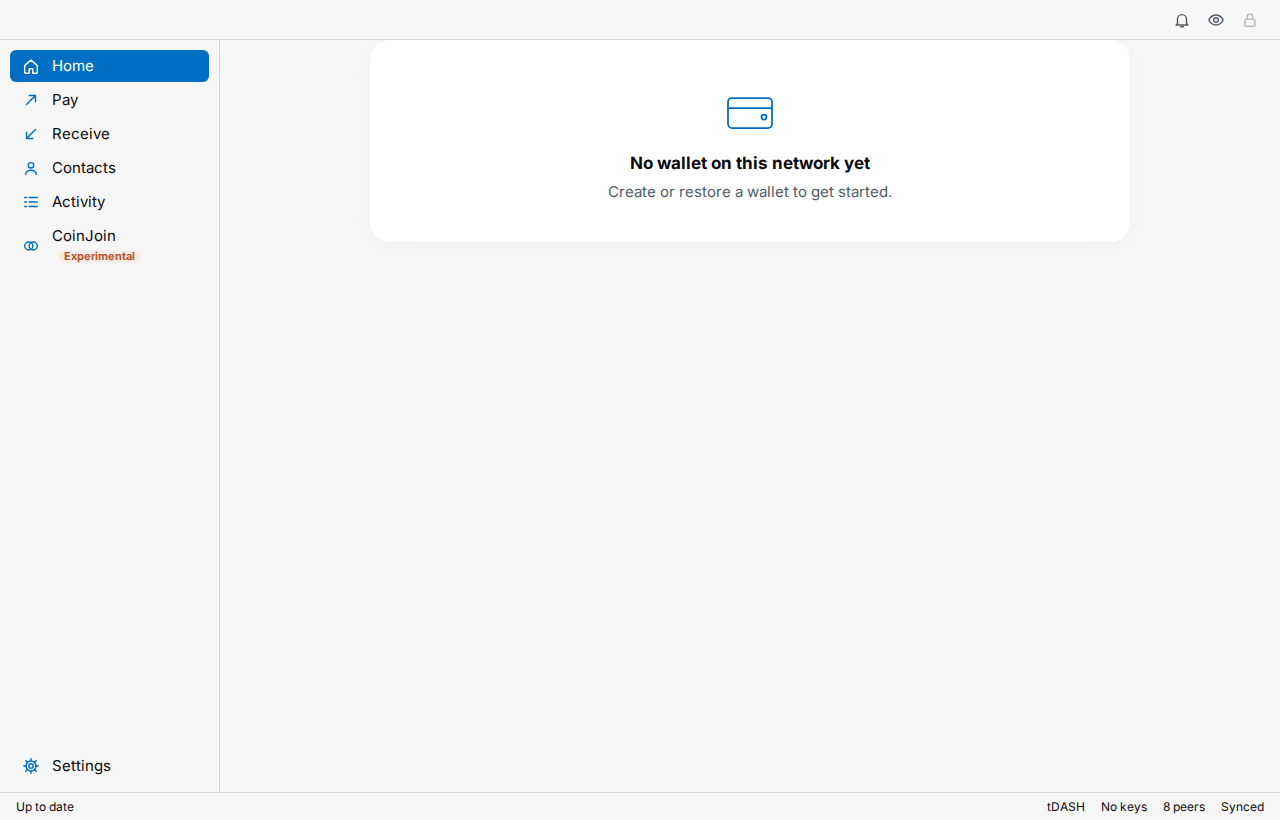 Home
Pay
Receive
Contacts
Activity
CoinJoin
Experimental
No wallet on this network yet
Create or restore a wallet to get started.
Settings
Up to date
tDASH No keys 8 peers Synced